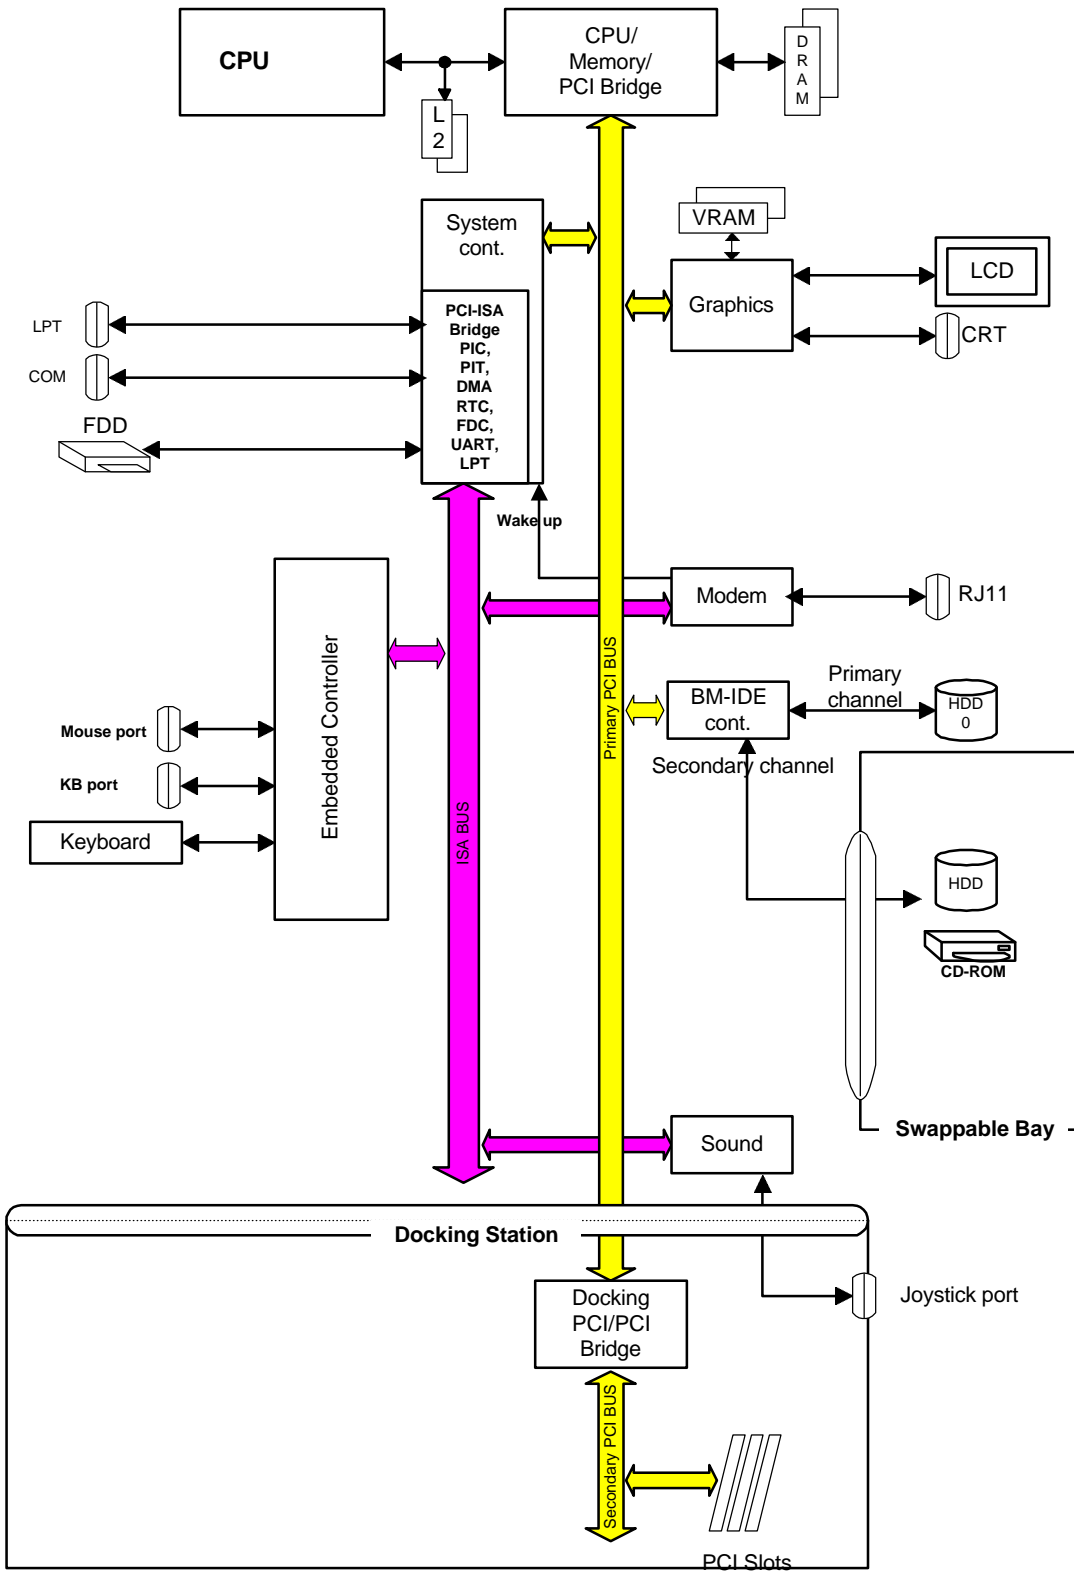 CPU
CPU/
Memory/
PCI Bridge
D
R
A
M
L
2
System
cont.
VRAM
LCD
Graphics
CRT
PCI-ISA
Bridge
PIC,
PIT,
DMA
RTC,
FDC,
UART,
LPT
LPT
COM
FDD
Wake up
Modem
RJ11
Embedded Controller
Primary PCI BUS
ISA BUS
BM-IDE
cont.
Primary
channel
HDD
0
Secondary channel
Mouse port
KB port
Keyboard
HDD
CD-ROM
Swappable Bay
Sound
Docking Station
Docking
PCI/PCI
Bridge
Joystick port
Secondary PCI BUS
PCI Slots